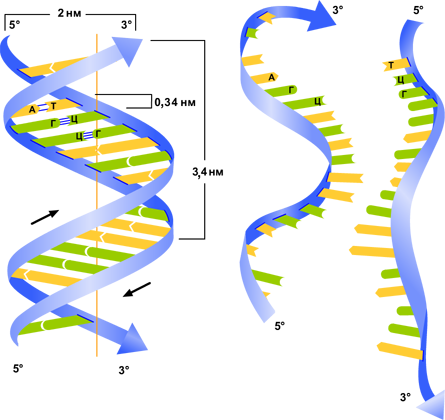 2 нм
5° 3°
А Т
Г Ц
Ц Г
0,34 нм
3,4 нм
5° 3°
3°
А
Г
Ц
5°
5°
Т
Ц
Г
3°